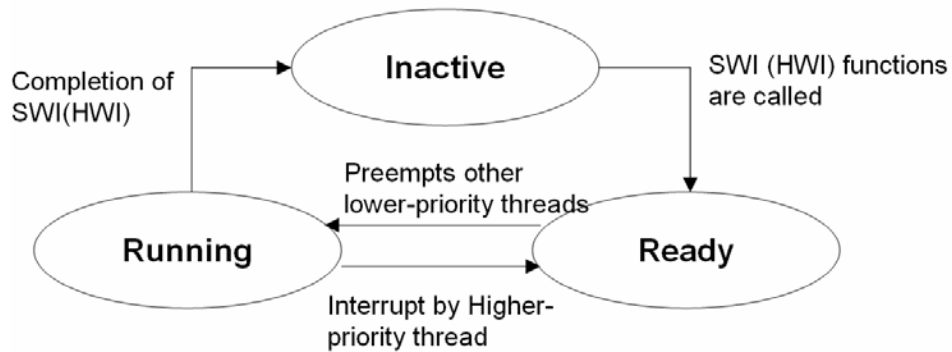 Inactive
Completion of
SWI(HWI)
SWI (HWI) functions
are called
Preempts other
lower-priority threads
Running
Ready
Interrupt by Higher-
priority thread